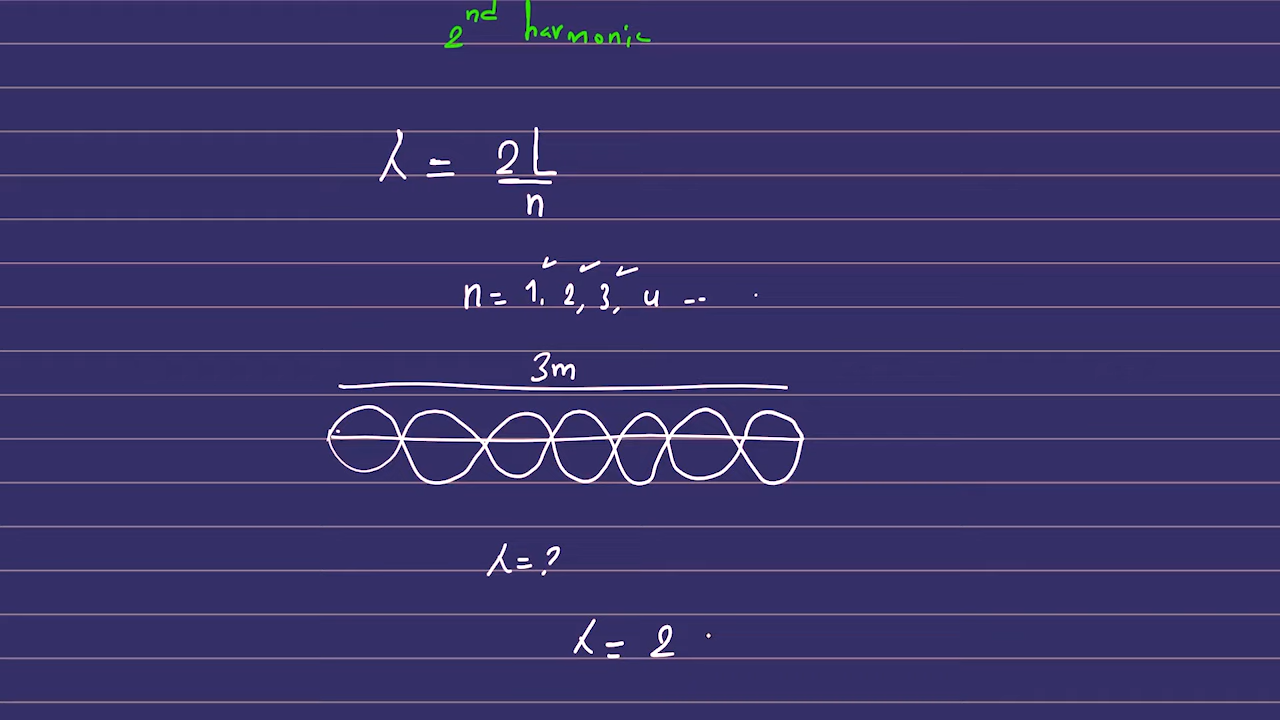 2nd harmonic
λ = 2L/n
n = 1, 2, 3, 4 -- .
3m
λ = ?
λ = 2 .